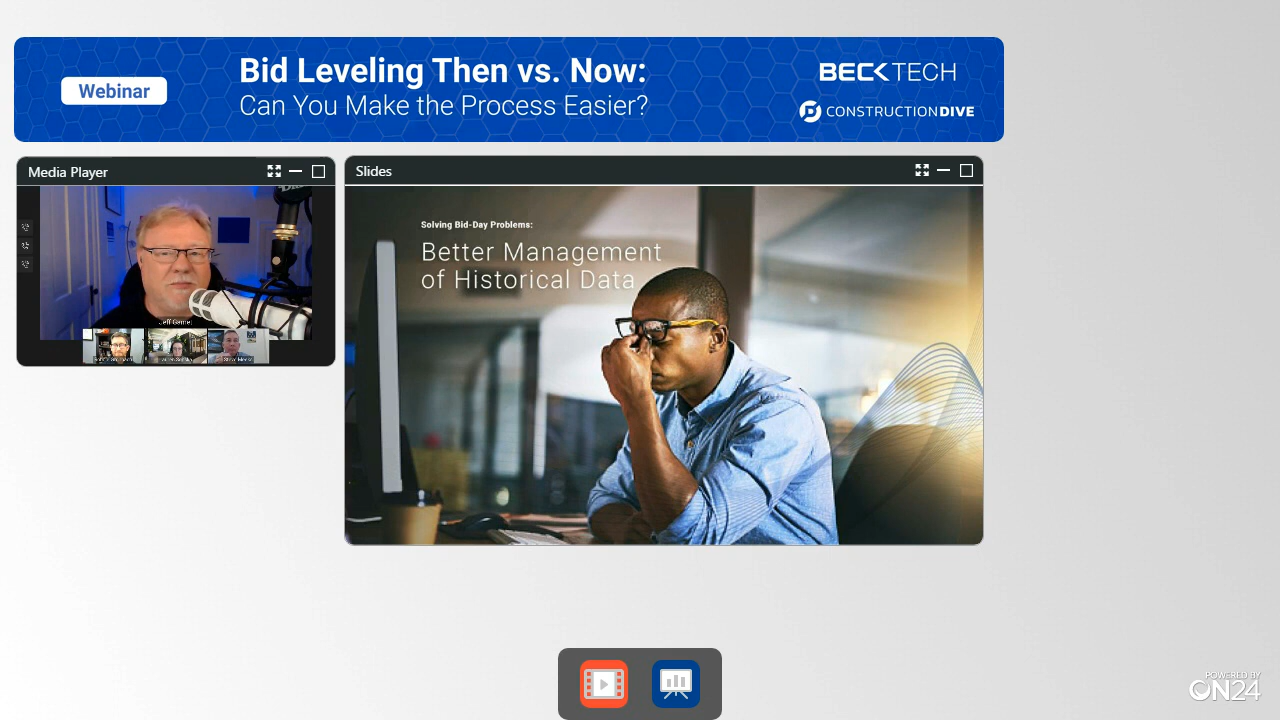 Webinar
Bid Leveling Then vs. Now:
Can You Make the Process Easier?
BECKTECH
CONSTRUCTIONDIVE
Media Player
Slides
Solving Bid-Day Problems:
Better Management
of Historical Data
POWERED BY
ON24